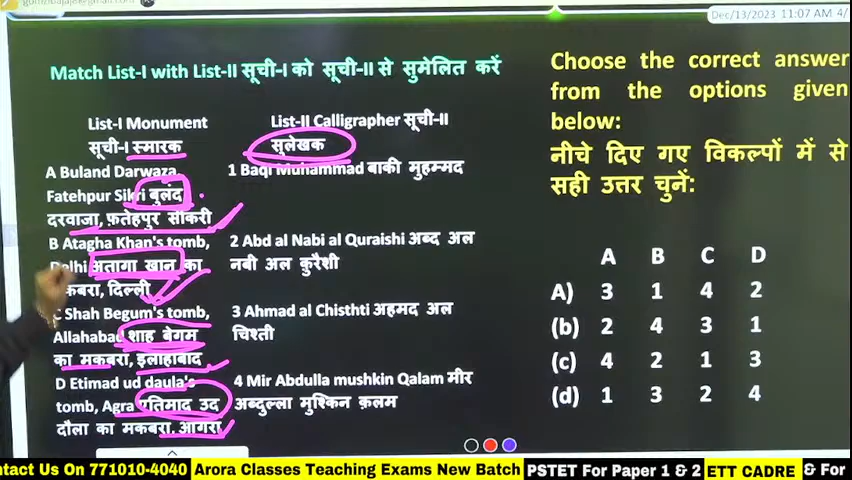 gomzibajaj8@gmail.com
Dec/13/2023 11:07 AM 4/
Match List-I with List-II सूची-I को सूची-II से सुमेलित करें
List-I Monument
सूची-I स्मारक
List-II Calligrapher सूची-II
सुलेखक
A Buland Darwaza,
Fatehpur Sikri बुलंद
दरवाजा, फ़तेहपुर सीकरी
1 Baqi Muhammad बाकी मुहम्मद
B Atagha Khan's tomb,
Delhi अतागा खान का
मकबरा, दिल्ली
2 Abd al Nabi al Quraishi अब्द अल
नबी अल क़ुरैशी
C Shah Begum's tomb,
Allahabad शाह बेगम
का मकबरा, इलाहाबाद
3 Ahmad al Chisthti अहमद अल
चिश्ती
D Etimad ud daula's
tomb, Agra एतिमाद उद
दौला का मकबरा, आगरा
4 Mir Abdulla mushkin Qalam मीर
अब्दुल्ला मुश्किन क़लम
Choose the correct answer
from the options given
below:
नीचे दिए गए विकल्पों में से
सही उत्तर चुनें:
A B C D
A) 3 1 4 2
(b) 2 4 3 1
(c) 4 2 1 3
(d) 1 3 2 4
ntact Us On 771010-4040 Arora Classes Teaching Exams New Batch PSTET For Paper 1 & 2 ETT CADRE & For